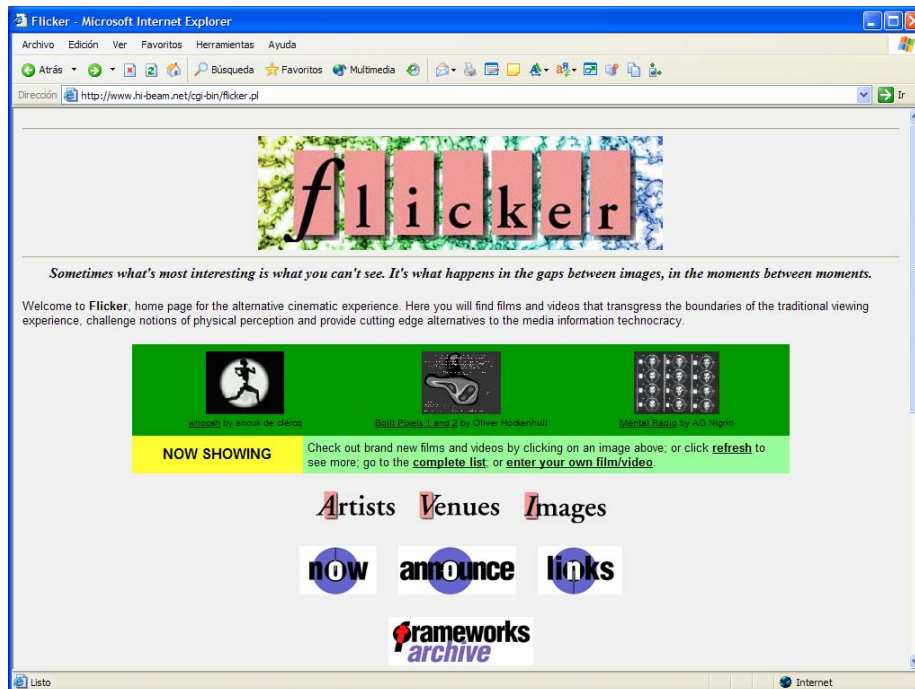 Flicker - Microsoft Internet Explorer
Archivo Edición Ver Favoritos Herramientas Ayuda
Atrás Búsqueda Favoritos Multimedia
Dirección http://www.hi-beam.net/cgi-bin/flicker.pl Ir
flicker
Sometimes what's most interesting is what you can't see. It's what happens in the gaps between images, in the moments between moments.
Welcome to Flicker, home page for the alternative cinematic experience. Here you will find films and videos that transgress the boundaries of the traditional viewing
experience, challenge notions of physical perception and provide cutting edge alternatives to the media information technocracy.
whoosh by anouk de clercq Boilt Pixels 1 and 2 by Oliver Hockenhull Mental Radio by AG Nigrin
NOW SHOWING
Check out brand new films and videos by clicking on an image above; or click refresh to
see more; go to the complete list; or enter your own film/video.
Artists Venues Images
now announce links
frameworks
archive
Listo Internet